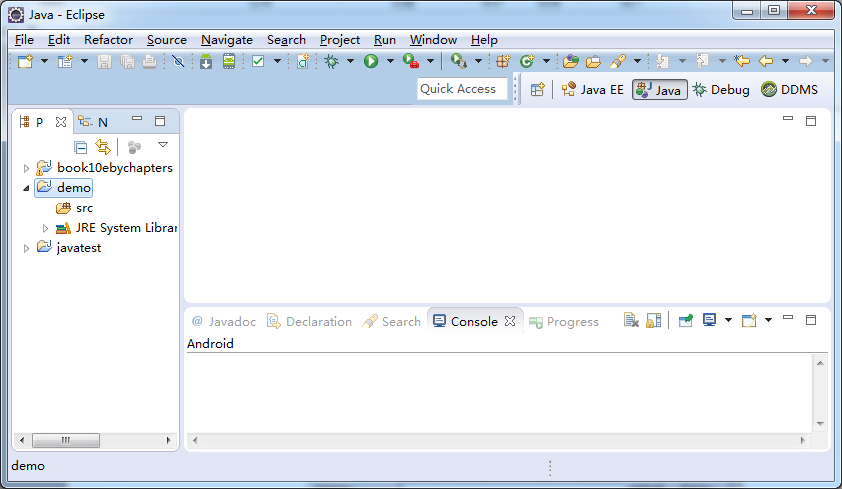 Java - Eclipse
File Edit Refactor Source Navigate Search Project Run Window Help
Quick Access Java EE Java Debug DDMS
P N
book10ebychapters
demo
src
JRE System Librar
javatest
@ Javadoc Declaration Search Console Progress
Android
demo